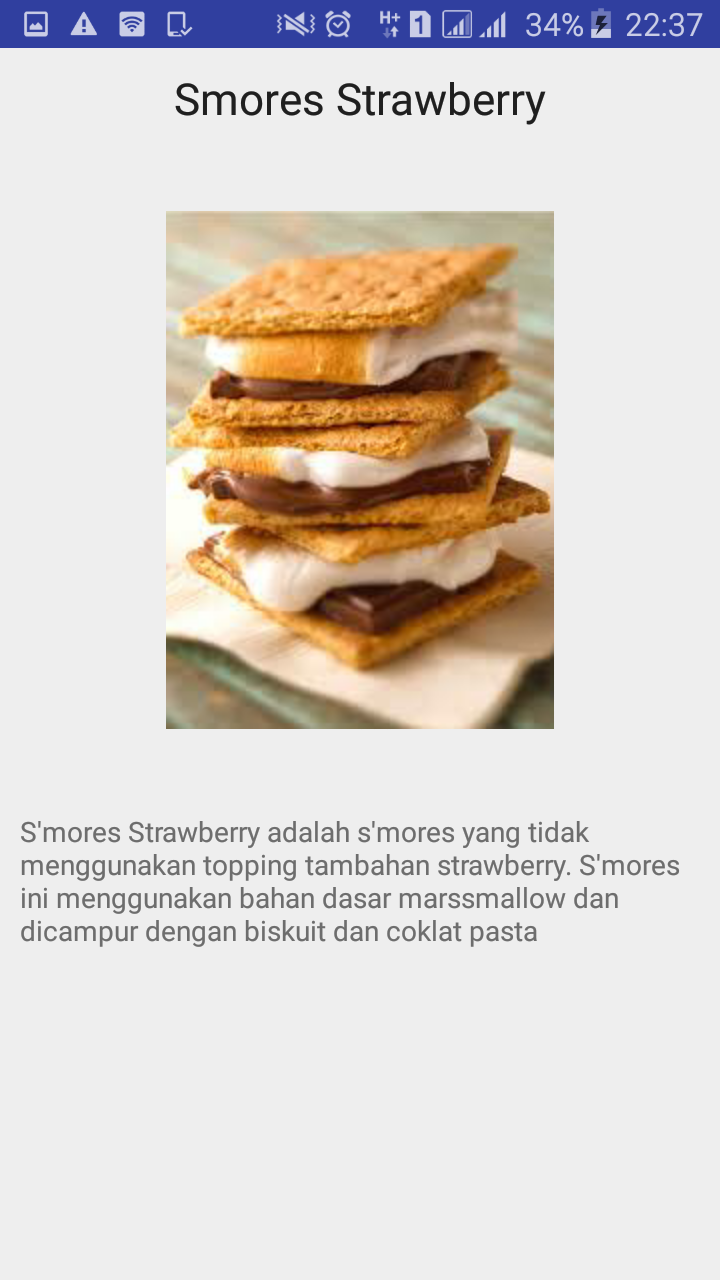 H+ 1 34% 22:37
Smores Strawberry
S'mores Strawberry adalah s'mores yang tidak
menggunakan topping tambahan strawberry. S'mores
ini menggunakan bahan dasar marssmallow dan
dicampur dengan biskuit dan coklat pasta